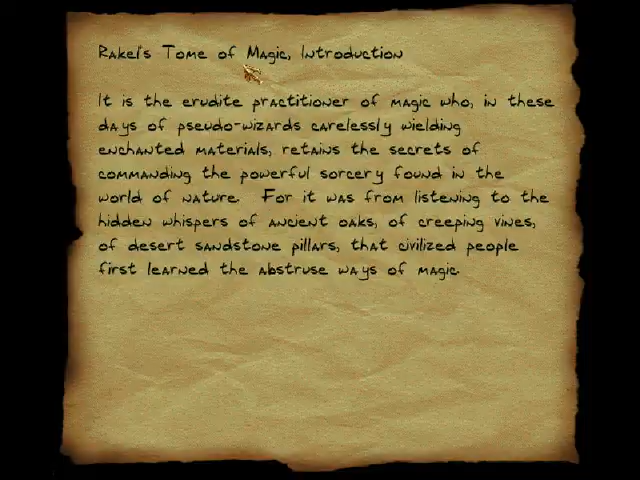 Rakel's Tome of Magic, Introduction
It is the erudite practitioner of magic who, in these
days of pseudo-wizards carelessly wielding
enchanted materials, retains the secrets of
commanding the powerful sorcery found in the
world of nature. For it was from listening to the
hidden whispers of ancient oaks, of creeping vines,
of desert sandstone pillars, that civilized people
first learned the abstruse ways of magic.